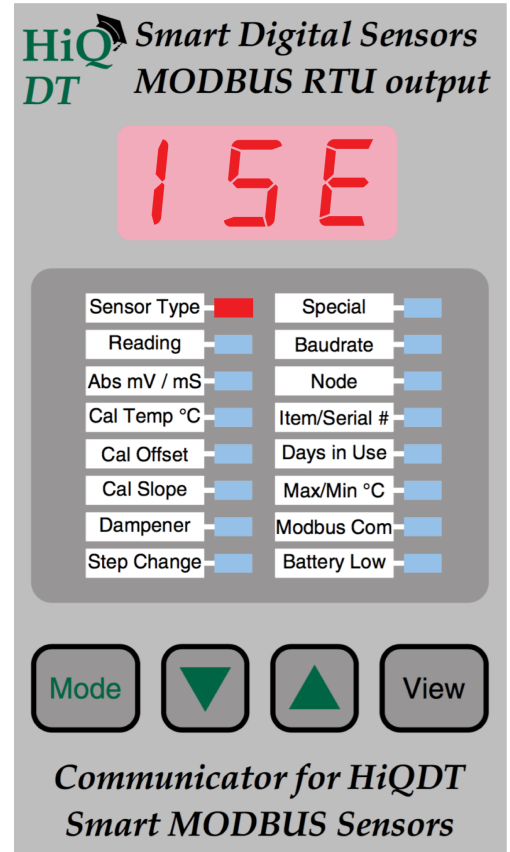 HiQ Smart Digital Sensors
DT MODBUS RTU output
ISE
Sensor Type
Reading
Abs mV / mS
Cal Temp °C
Cal Offset
Cal Slope
Dampener
Step Change
Special
Baudrate
Node
Item/Serial #
Days in Use
Max/Min °C
Modbus Com
Battery Low
Mode
View
Communicator for HiQDT
Smart MODBUS Sensors